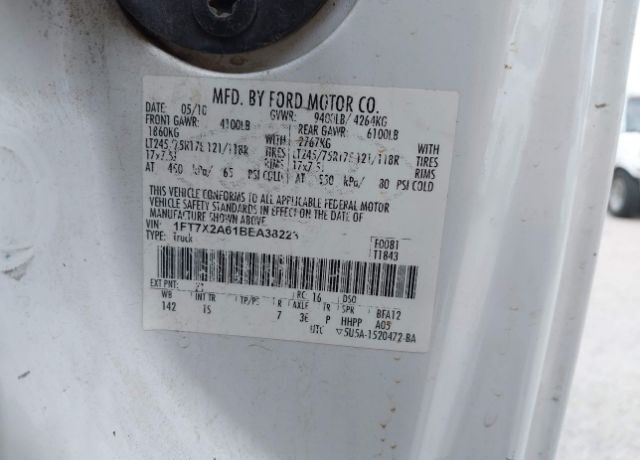 MFD. BY FORD MOTOR CO.
DATE: 05/10 GVWR: 9400LB/ 4264KG
FRONT GAWR: 4100LB REAR GAWR: 6100LB
1860KG WITH 2767KG WITH
LT245/75R17E 121/118R TIRES LT245/75R17E 121/118R TIRES
17x7.5J RIMS 17x7.5J RIMS
AT 450 kPa/ 65 PSI COLD AT 550 kPa/ 80 PSI COLD
THIS VEHICLE CONFORMS TO ALL APPLICABLE FEDERAL MOTOR
VEHICLE SAFETY STANDARDS IN EFFECT ON THE DATE OF
MANUFACTURE SHOWN ABOVE.
VIN: 1FT7X2A61BEA38223 F0081
TYPE: Truck T1843
EXT PNT: RC: 16 DSO:
WB INT TR TP/PS R AXLE TR SPR BFA12
142 TS 7 36 P HHPP A05
UTC 5U5A-1520472-BA